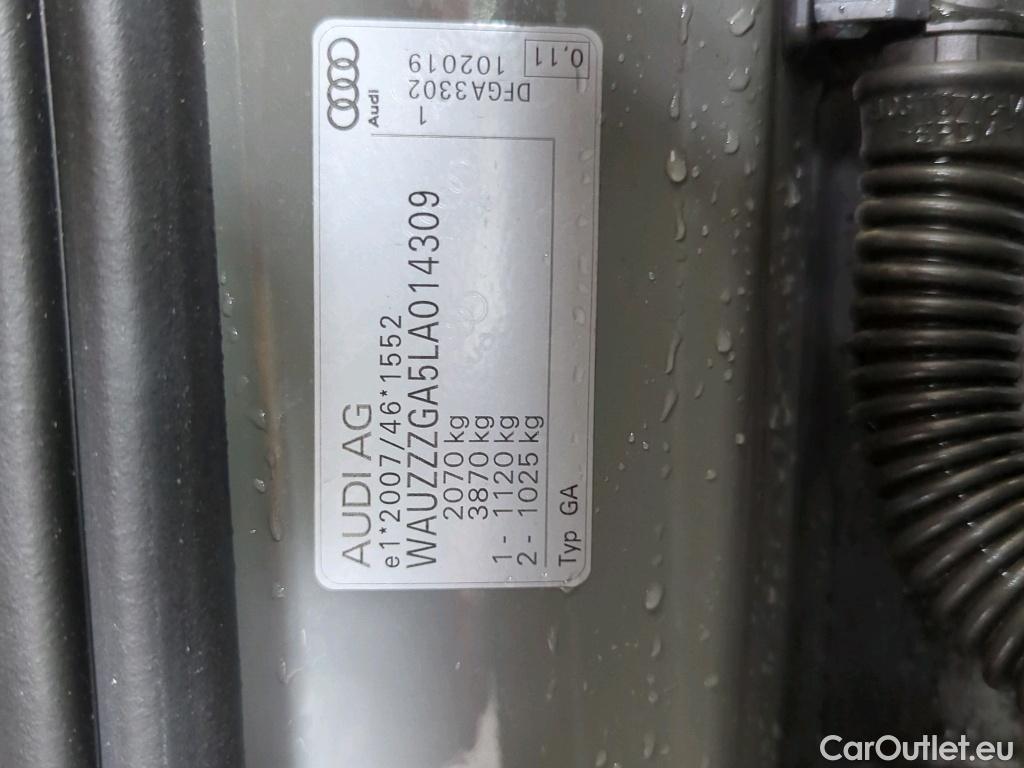 AUDI AG
e1*2007/46*1552
WAUZZZGA5LA014309
2070 kg
3870 kg
1 - 1120 kg
2 - 1025 kg
Typ GA
Audi
1
DFGA3302
102019
0,11
CarOutlet.eu